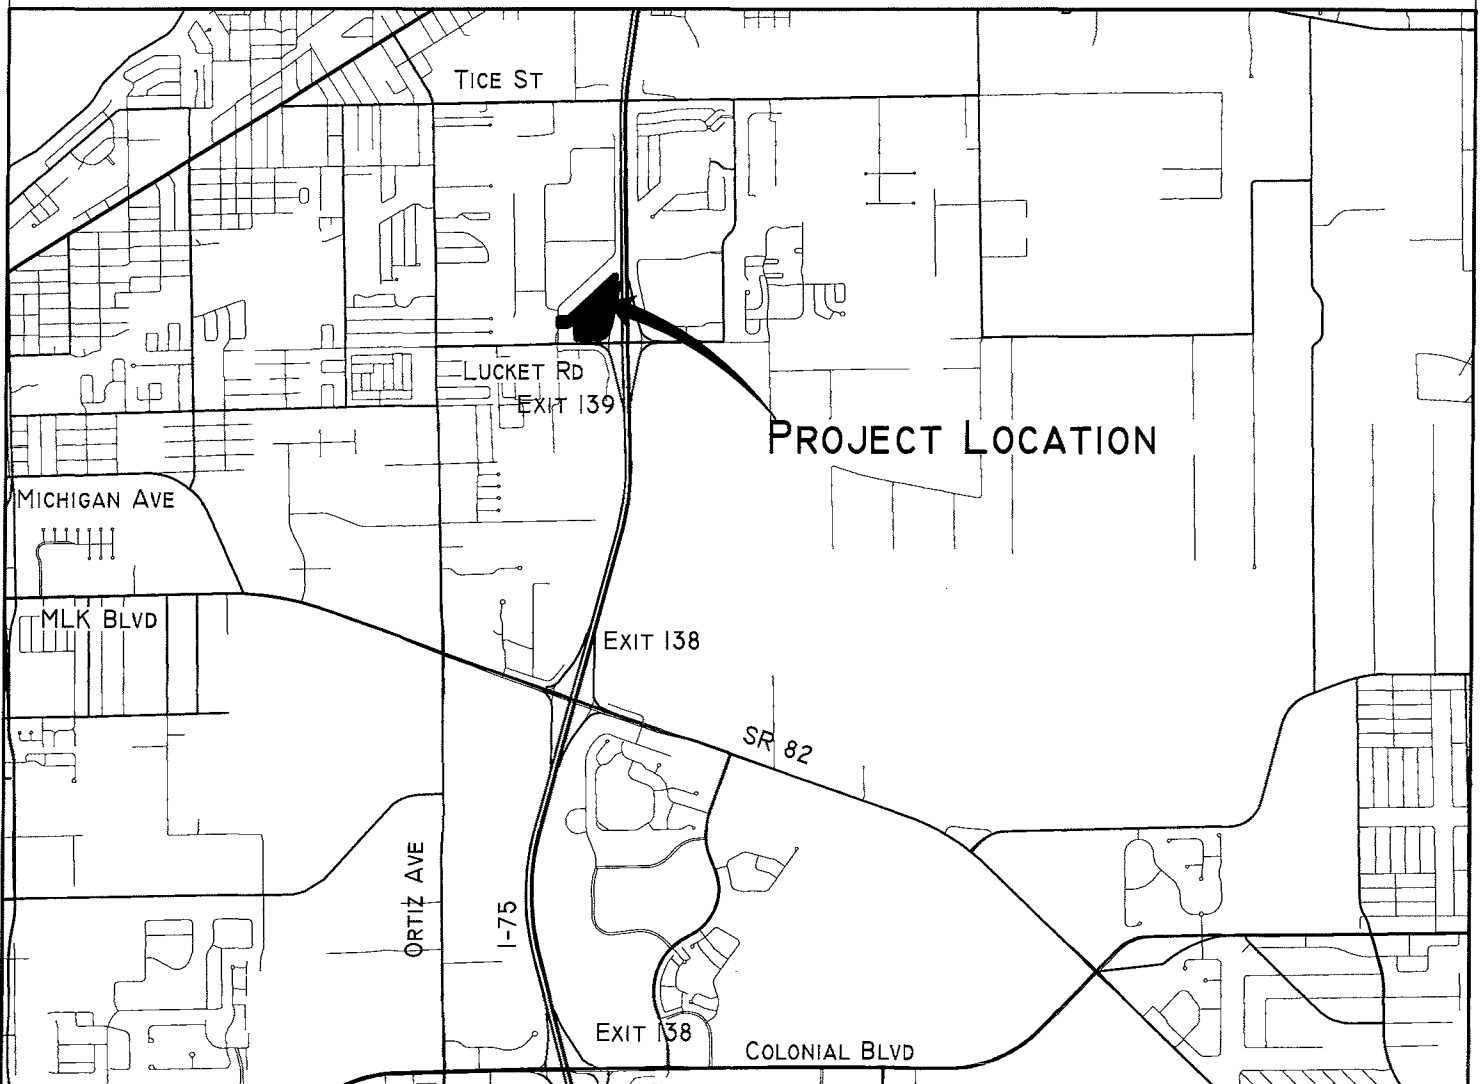 TICE ST
LUCKET RD
EXIT 139
PROJECT LOCATION
MICHIGAN AVE
MLK BLVD
EXIT 138
SR 82
ORTIZ AVE
I-75
EXIT 138
COLONIAL BLVD